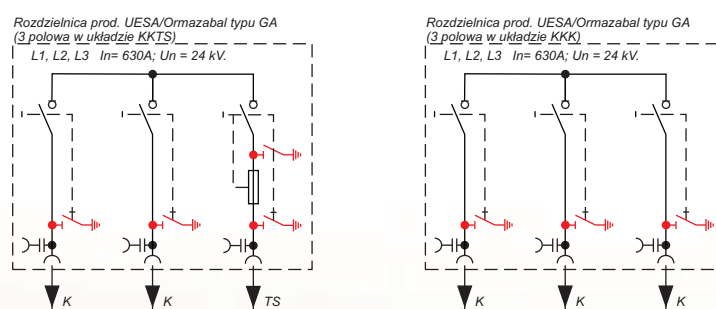 Rozdzielnica prod. UESA/Ormazabal typu GA
(3 polowa w układzie KKTS)
L1, L2, L3 In= 630A; Un = 24 kV.
K
K
TS
Rozdzielnica prod. UESA/Ormazabal typu GA
(3 polowa w układzie KKK)
L1, L2, L3 In= 630A; Un = 24 kV.
K
K
K